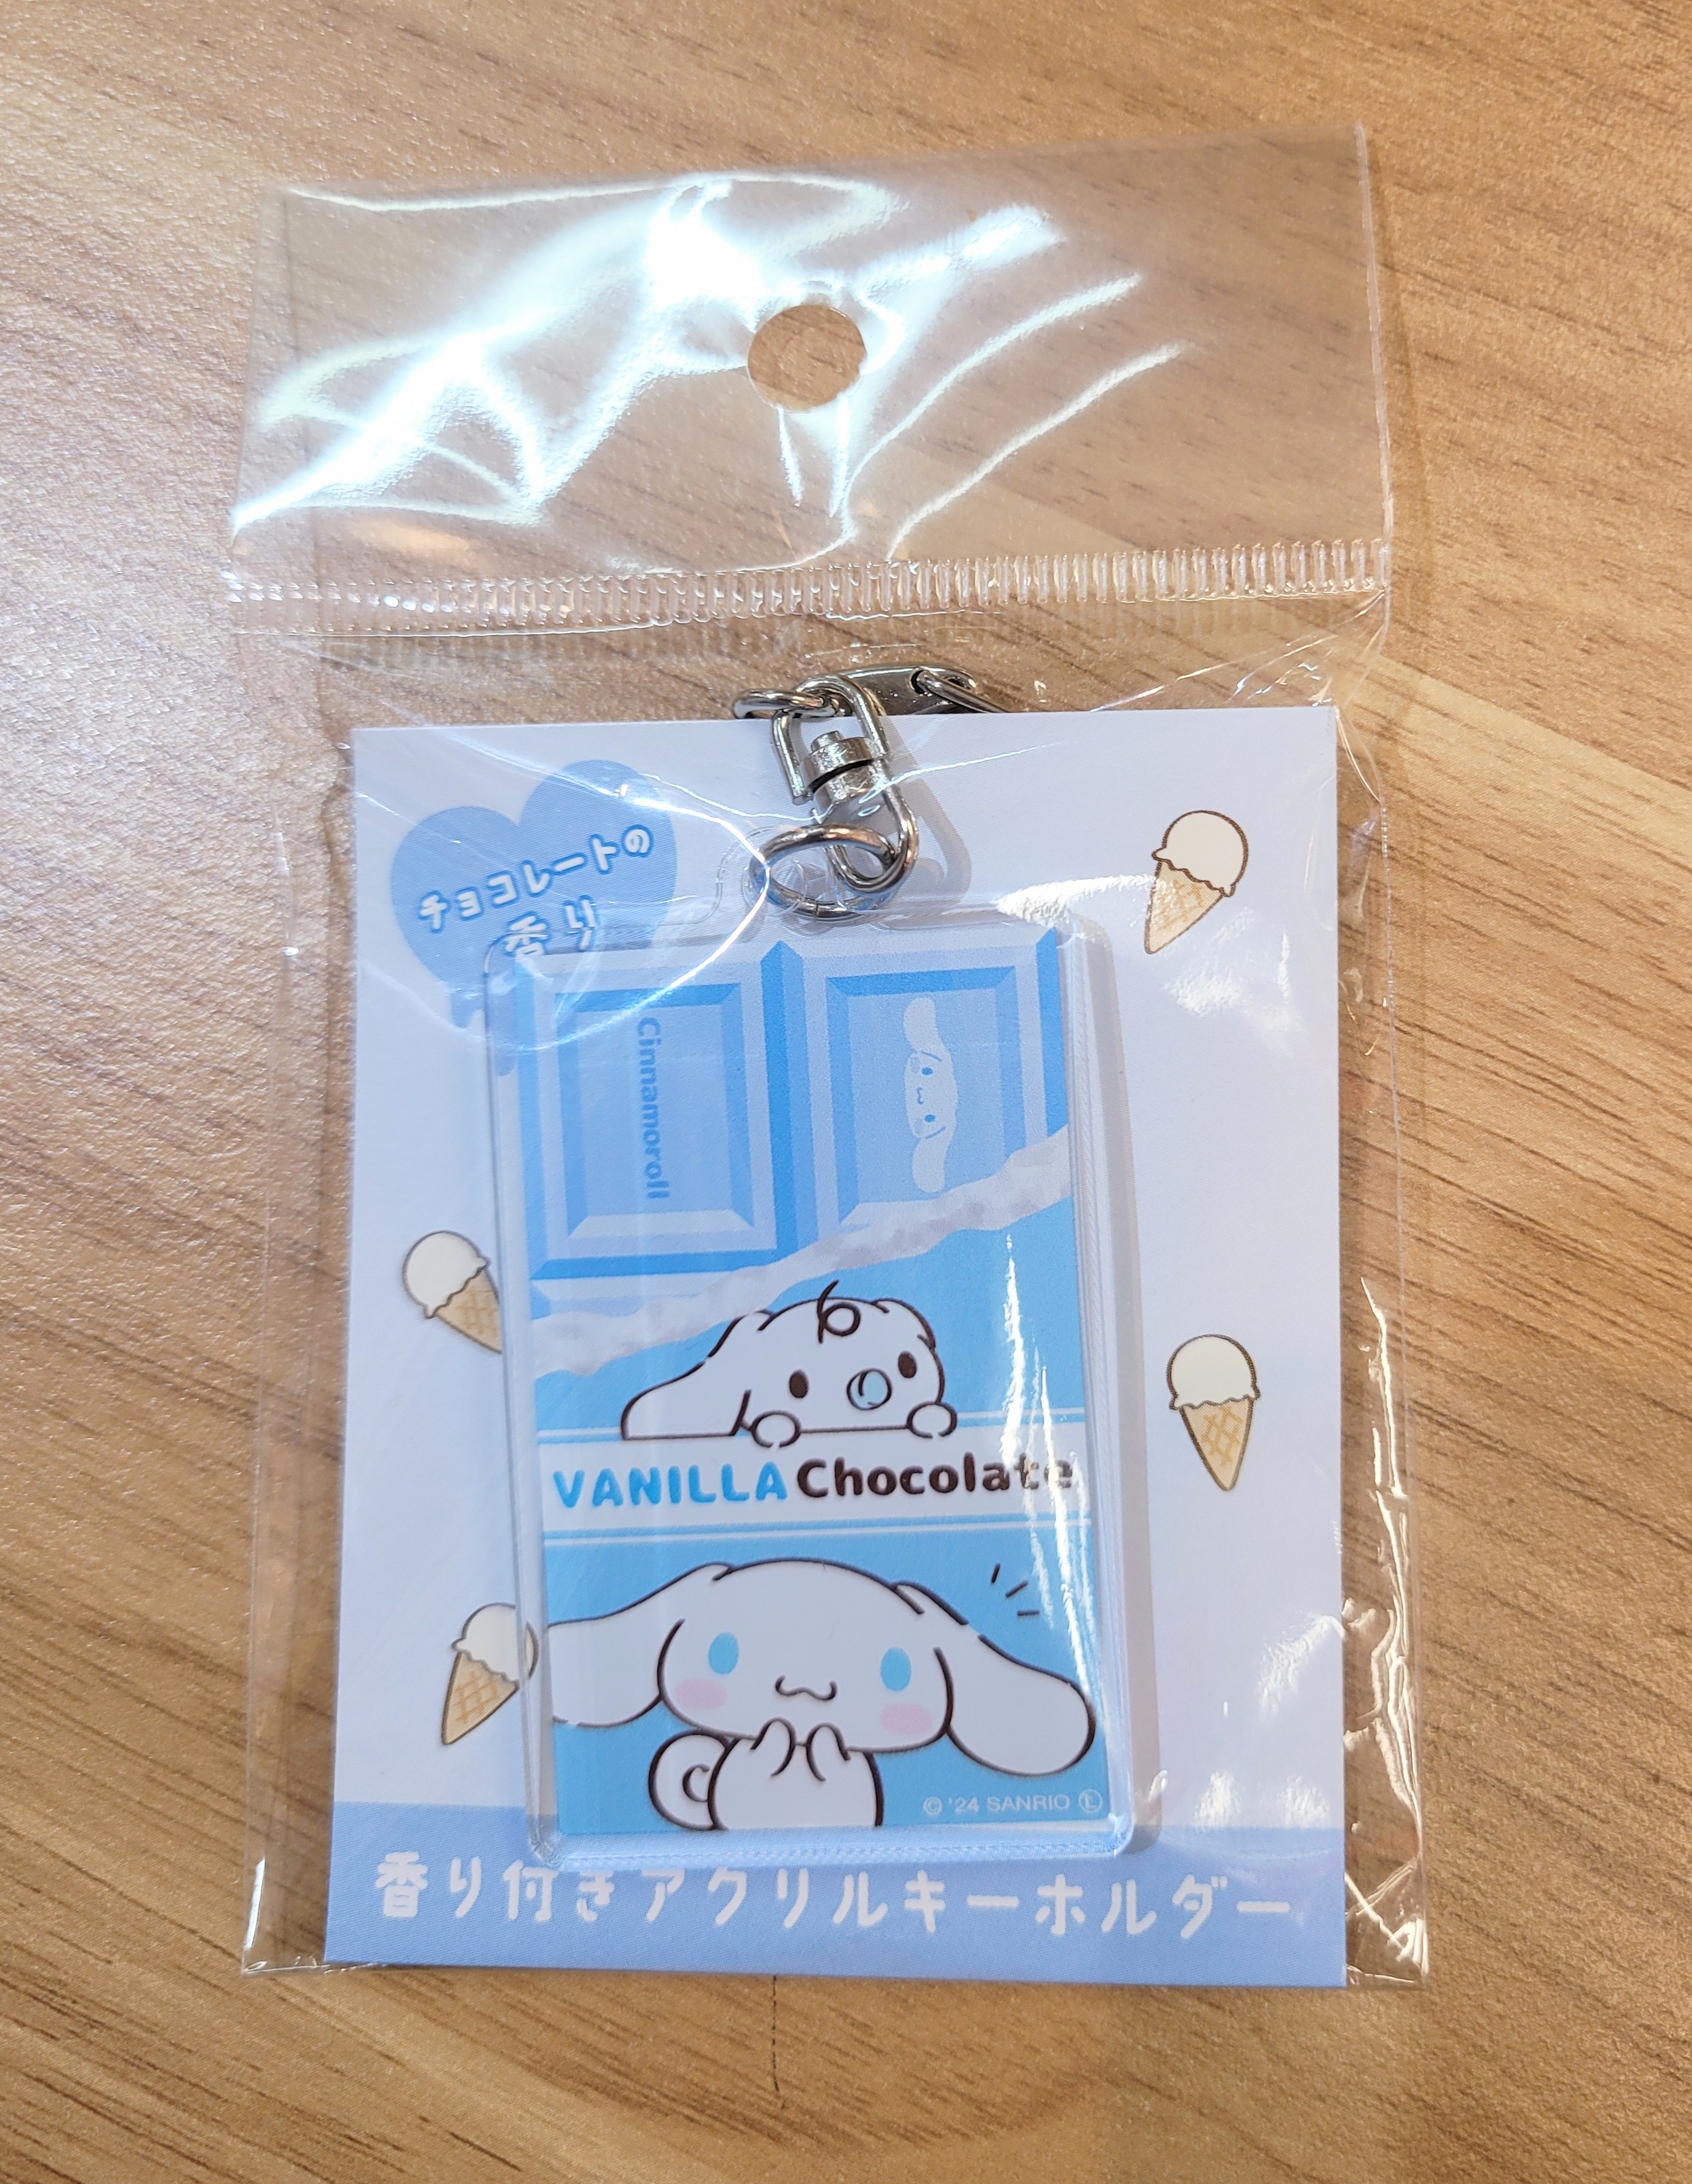 チョコレートの
香り
Cinnamoroll
VANILLA Chocolate
© '24 SANRIO Ⓛ
香り付きアクリルキーホルダー